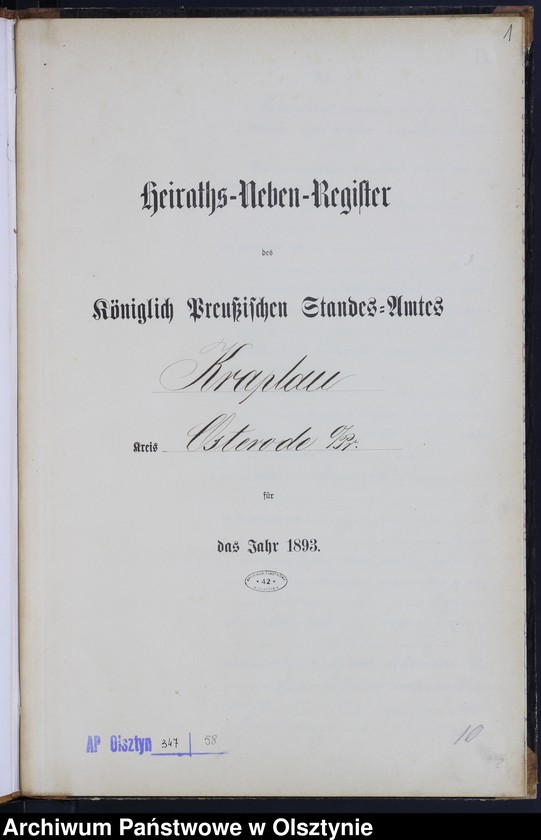 1
Heiraths-Neben-Register
des
Königlich Preußischen Standes-Amtes
Kraplau
Kreis Osterode O/Pr.
für
das Jahr 1893.
• 42 •
AP Olsztyn 347 58
10
Archiwum Państwowe w Olsztynie